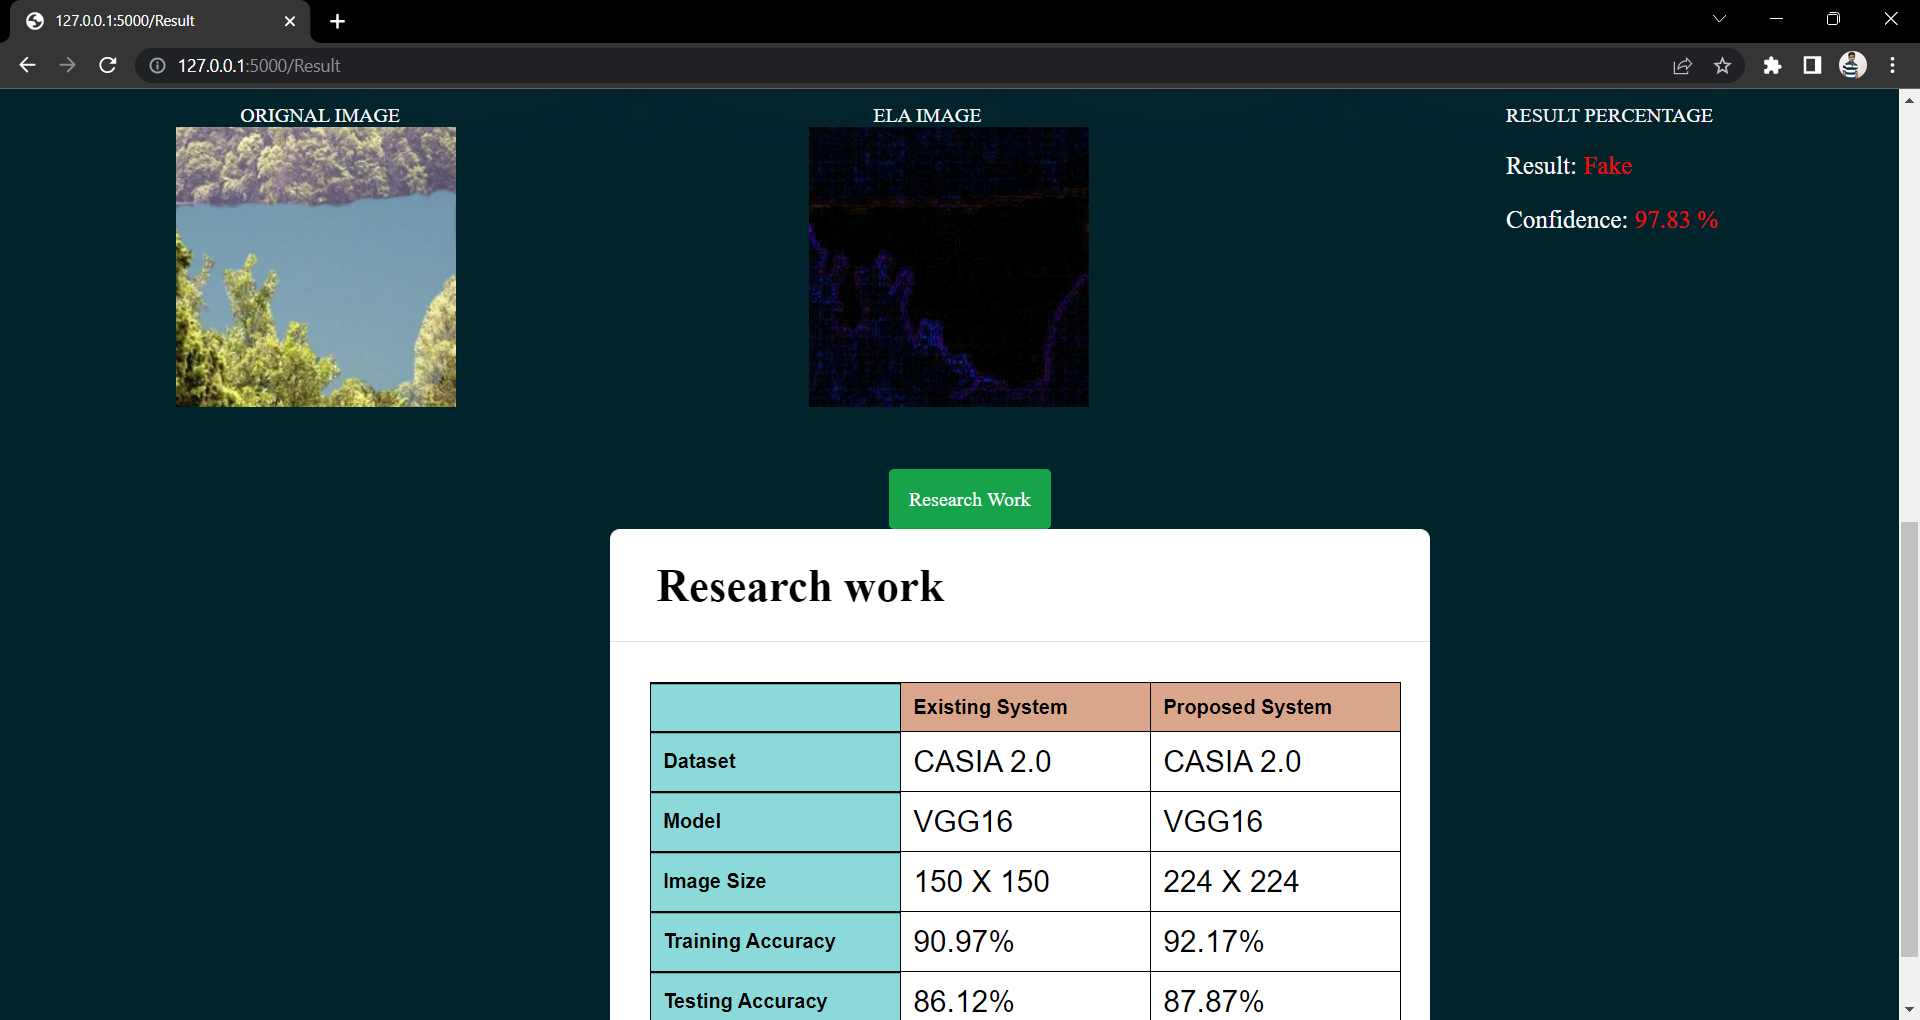 127.0.0.1:5000/Result
127.0.0.1:5000/Result
ORIGNAL IMAGE
ELA IMAGE
RESULT PERCENTAGE
Result: Fake
Confidence: 97.83 %
Research Work
Research work
Existing System Proposed System
Dataset CASIA 2.0 CASIA 2.0
Model VGG16 VGG16
Image Size 150 X 150 224 X 224
Training Accuracy 90.97% 92.17%
Testing Accuracy 86.12% 87.87%